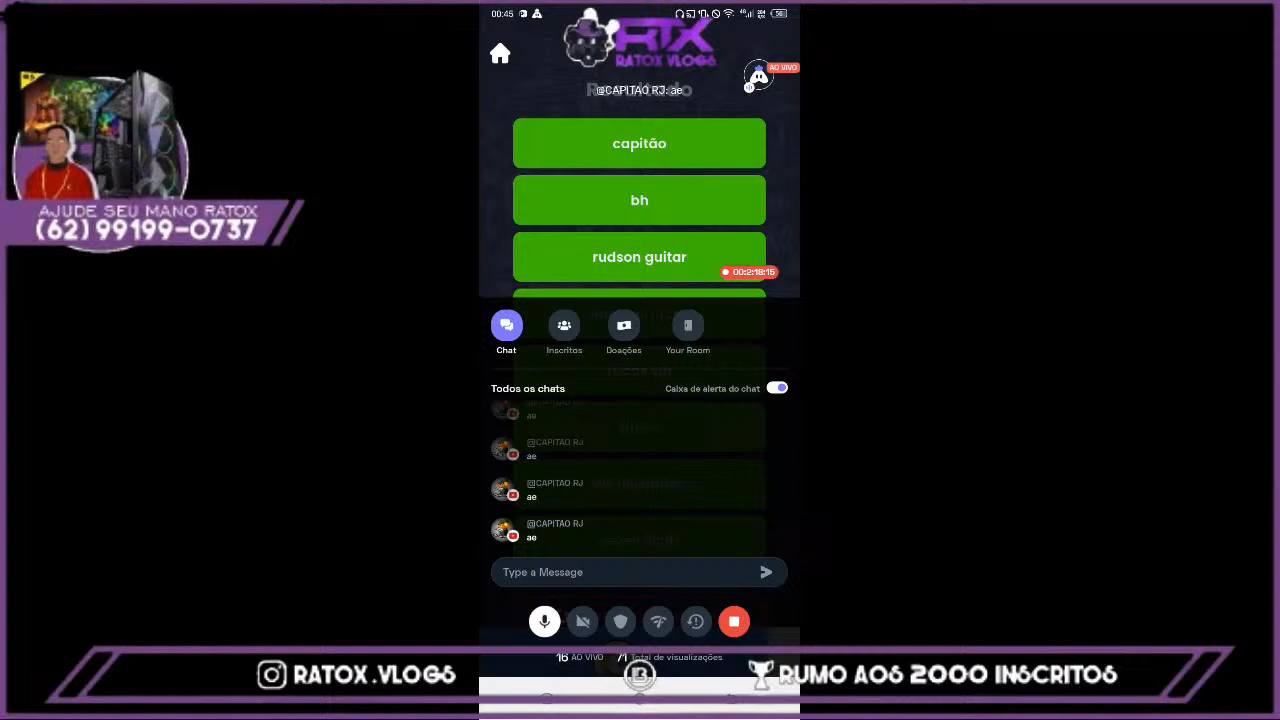 00:45
56
RTX
RATOX VLOGS
AO VIVO
Resultado
@CAPITAO RJ: ae
capitão
bh
rudson guitar
00:2:18:15
AJUDE SEU MANO RATOX
(62) 99199-0737
Chat
Inscritos
Doações
Your Room
Todos os chats
Caixa de alerta do chat
ae
@CAPITAO RJ
ae
@CAPITAO RJ
ae
@CAPITAO RJ
ae
Type a Message
16 AO VIVO 71 Total de visualizações
RATOX.VLOGS
RUMO AOS 2000 INSCRITOS